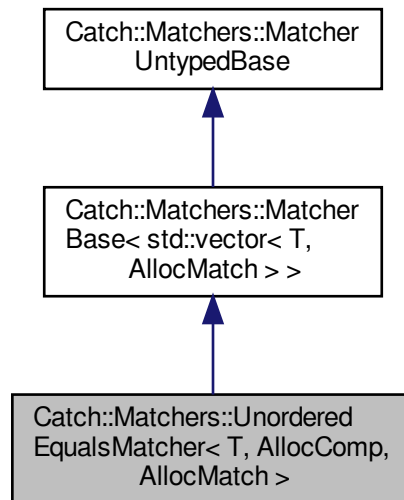 Catch::Matchers::Matcher
UntypedBase
Catch::Matchers::Matcher
Base< std::vector< T,
AllocMatch > >
Catch::Matchers::Unordered
EqualsMatcher< T, AllocComp,
AllocMatch >